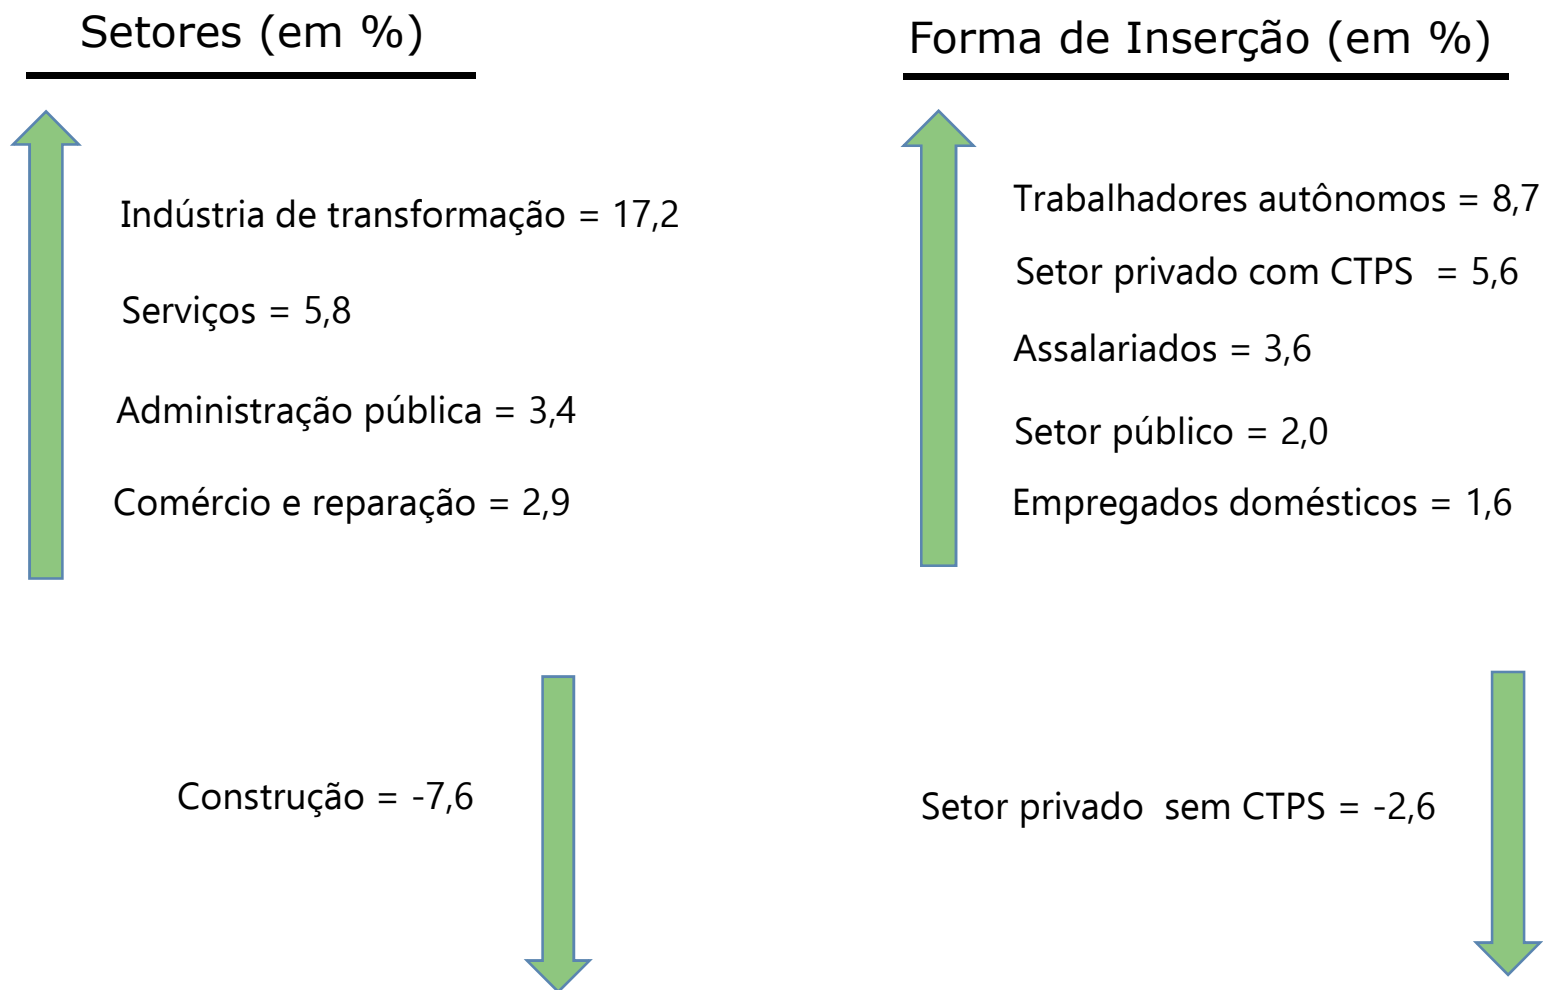 Setores (em %)
Indústria de transformação = 17,2
Serviços = 5,8
Administração pública = 3,4
Comércio e reparação = 2,9
Construção = -7,6
Forma de Inserção (em %)
Trabalhadores autônomos = 8,7
Setor privado com CTPS = 5,6
Assalariados = 3,6
Setor público = 2,0
Empregados domésticos = 1,6
Setor privado sem CTPS = -2,6